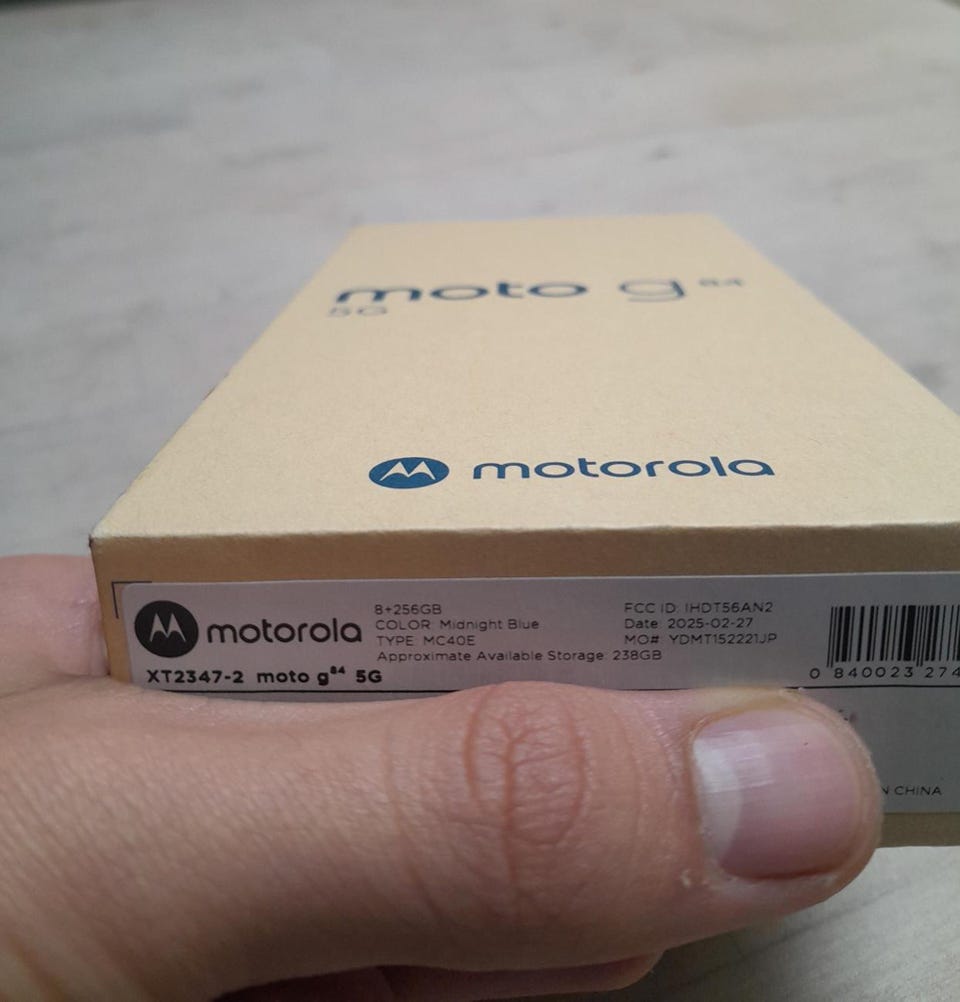 moto g 84
5G
motorola
motorola
8+256GB
COLOR: Midnight Blue
TYPE: MC40E
Approximate Available Storage: 238GB
XT2347-2 moto g84 5G
FCC ID: IHDT56AN2
Date: 2025-02-27
MO# YDMT152221JP
0 840023 274
CHINA